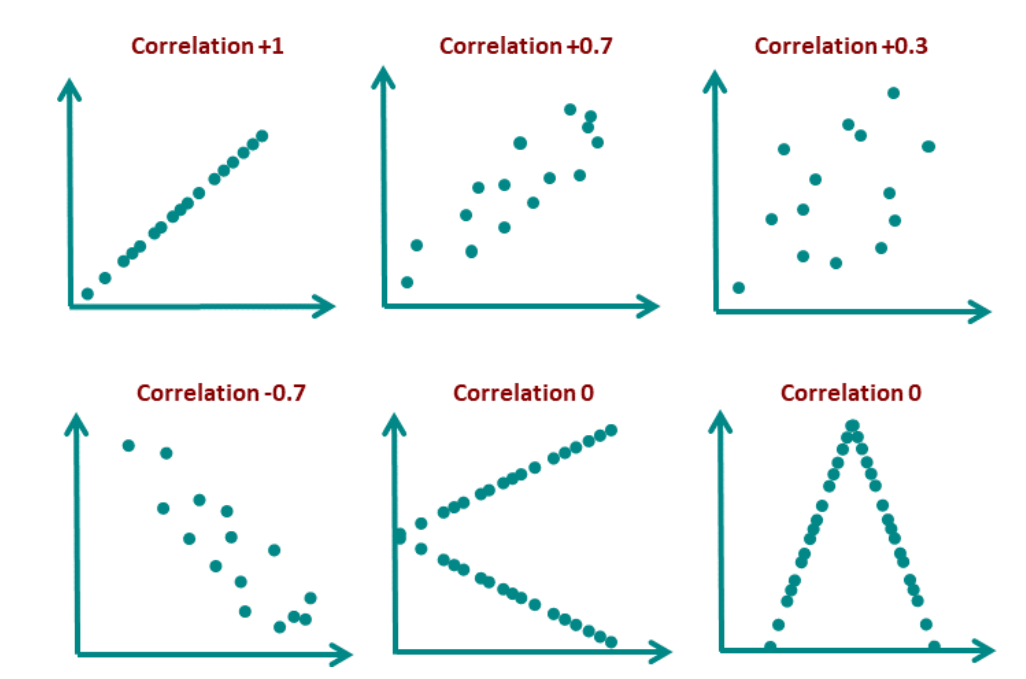 Correlation +1
Correlation +0.7
Correlation +0.3
Correlation -0.7
Correlation 0
Correlation 0